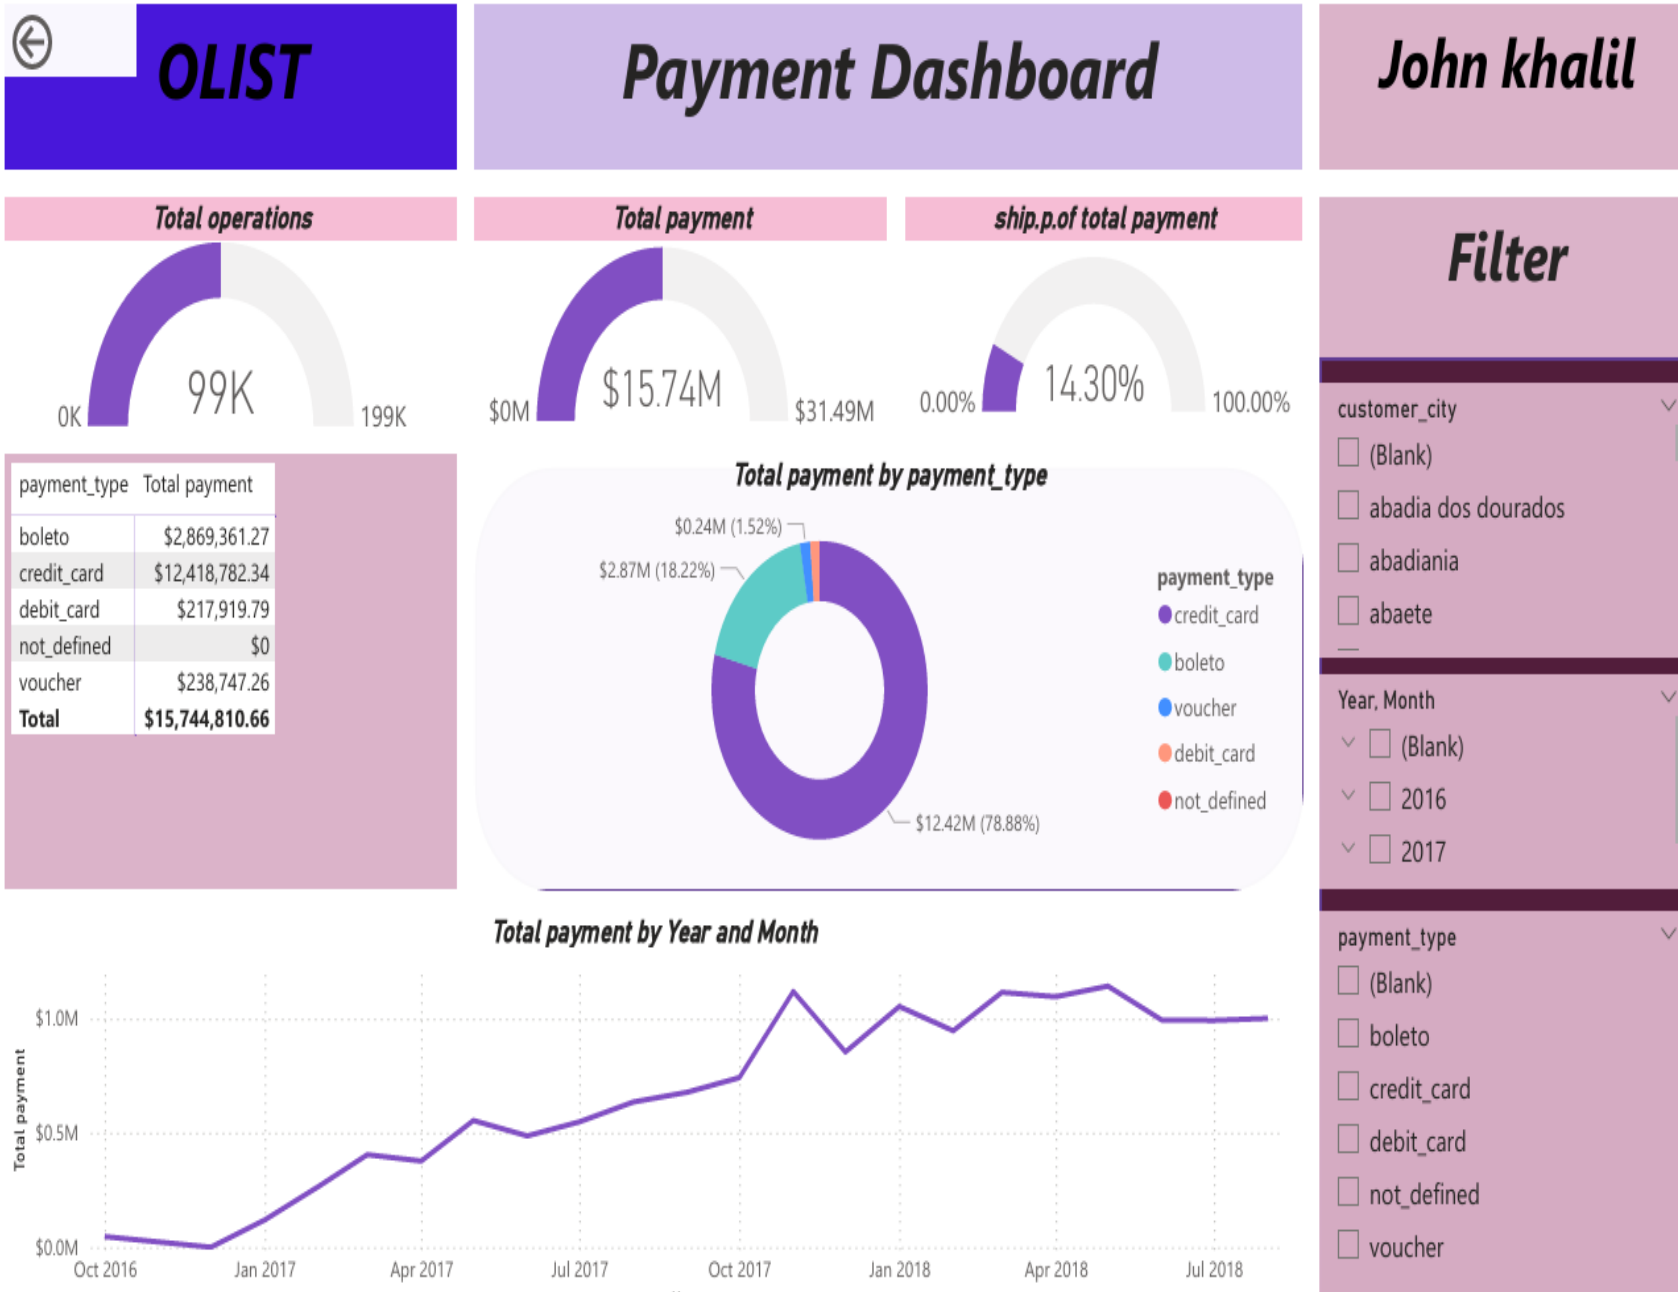 OLIST
Payment Dashboard
John khalil
Total operations
0K
99K
199K
Total payment
$0M
$15.74M
$31.49M
ship.p.of total payment
0.00%
14.30%
100.00%
payment_type Total payment
boleto $2,869,361.27
credit_card $12,418,782.34
debit_card $217,919.79
not_defined $0
voucher $238,747.26
Total $15,744,810.66
Total payment by payment_type
$0.24M (1.52%)
$2.87M (18.22%)
$12.42M (78.88%)
payment_type
credit_card
boleto
voucher
debit_card
not_defined
Total payment by Year and Month
Total payment
$1.0M
$0.5M
$0.0M
Oct 2016 Jan 2017 Apr 2017 Jul 2017 Oct 2017 Jan 2018 Apr 2018 Jul 2018
Filter
customer_city
(Blank)
abadia dos dourados
abadiania
abaete
Year, Month
(Blank)
2016
2017
payment_type
(Blank)
boleto
credit_card
debit_card
not_defined
voucher